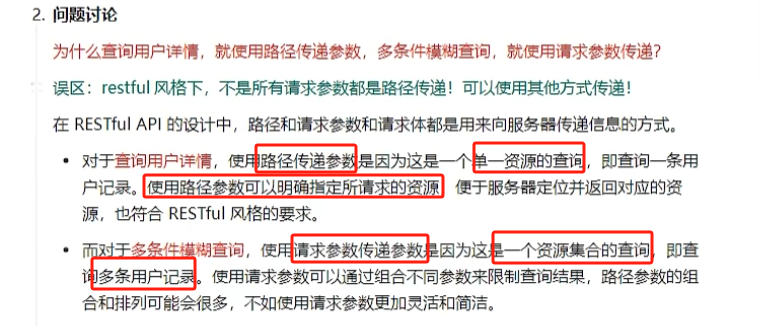 2. 问题讨论
为什么查询用户详情，就使用路径传递参数，多条件模糊查询，就使用请求参数传递？
误区：restful 风格下，不是所有请求参数都是路径传递！可以使用其他方式传递！
在 RESTful API 的设计中，路径和请求参数和请求体都是用来向服务器传递信息的方式。
• 对于查询用户详情，使用路径传递参数是因为这是一个单一资源的查询，即查询一条用
户记录。使用路径参数可以明确指定所请求的资源 便于服务器定位并返回对应的资
源，也符合 RESTful 风格的要求。
• 而对于多条件模糊查询，使用请求参数传递参数是因为这是一个资源集合的查询，即查
询多条用户记录。使用请求参数可以通过组合不同参数来限制查询结果，路径参数的组
合和排列可能会很多，不如使用请求参数更加灵活和简洁。